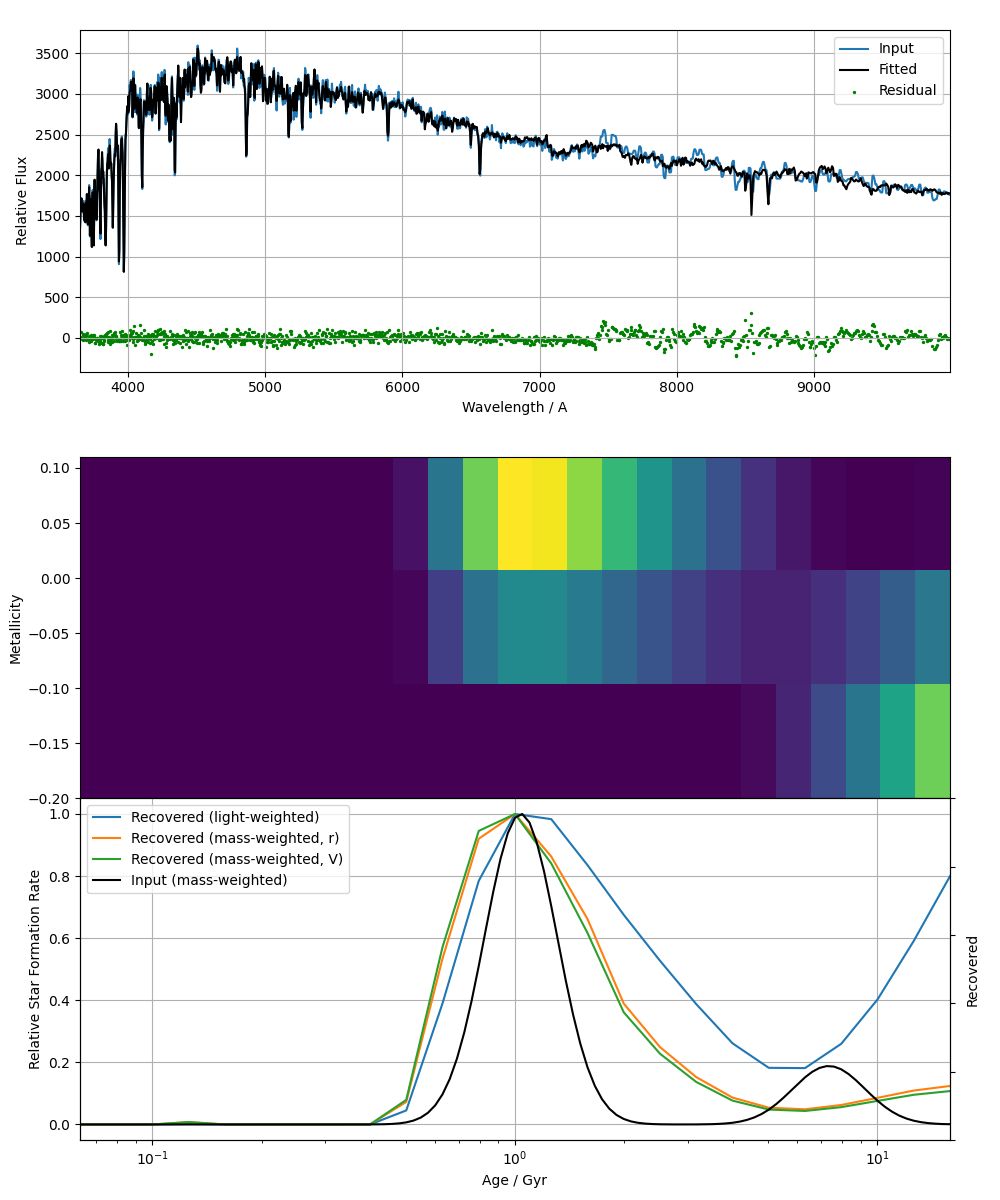 3500
3000
2500
2000
1500
1000
500
0
Relative Flux
Input
Fitted
Residual
4000 5000 6000 7000 8000 9000
Wavelength / A
0.10
0.05
0.00
−0.05
−0.10
−0.15
−0.20
Metallicity
1.0
0.8
0.6
0.4
0.2
0.0
Relative Star Formation Rate
Recovered (light-weighted)
Recovered (mass-weighted, r)
Recovered (mass-weighted, V)
Input (mass-weighted)
Recovered
10⁻¹ 10⁰ 10¹
Age / Gyr